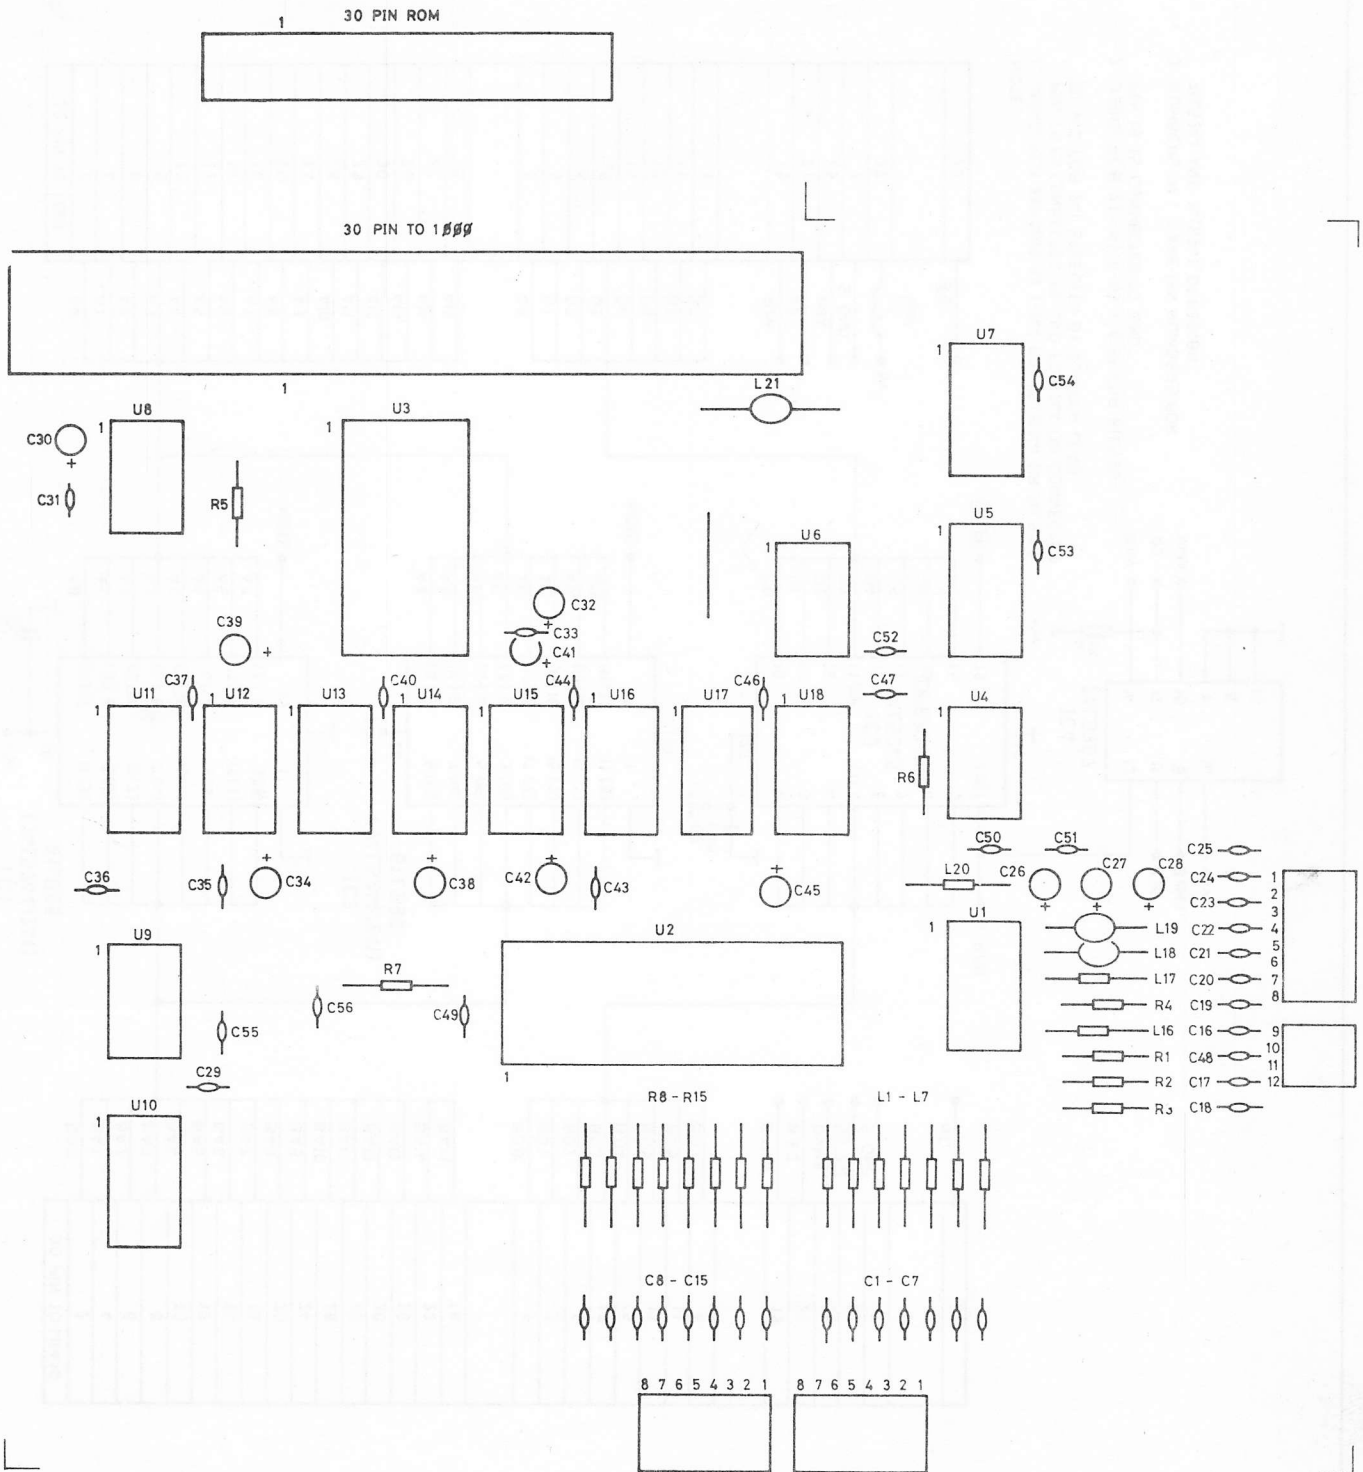 30 PIN ROM
1
30 PIN TO 1ØØØ
1
U7
1
C54
L21
U8
1
U3
1
C30
+
C31
R5
U5
1
C53
U6
1
C32
+
C33
C41
+
C39
+
C52
C37
C40
C44
C46
C47
U11
U12
U13
U14
U15
U16
U17
U18
U4
1
1
1
1
1
1
1
1
1
R6
C50
C51
C25
C36
C35
+
C34
+
C38
+
C42
C43
+
C45
L20
C26
C27
C28
+
+
+
C24
C23
C22
C21
C20
C19
C16
C48
C17
C18
1
2
3
4
5
6
7
8
9
10
11
12
L19
L18
L17
R4
L16
R1
R2
R3
U1
1
U9
1
U2
1
R7
C56
C49
C55
C29
U10
1
R8 - R15
L1 - L7
C8 - C15
C1 - C7
8 7 6 5 4 3 2 1
8 7 6 5 4 3 2 1